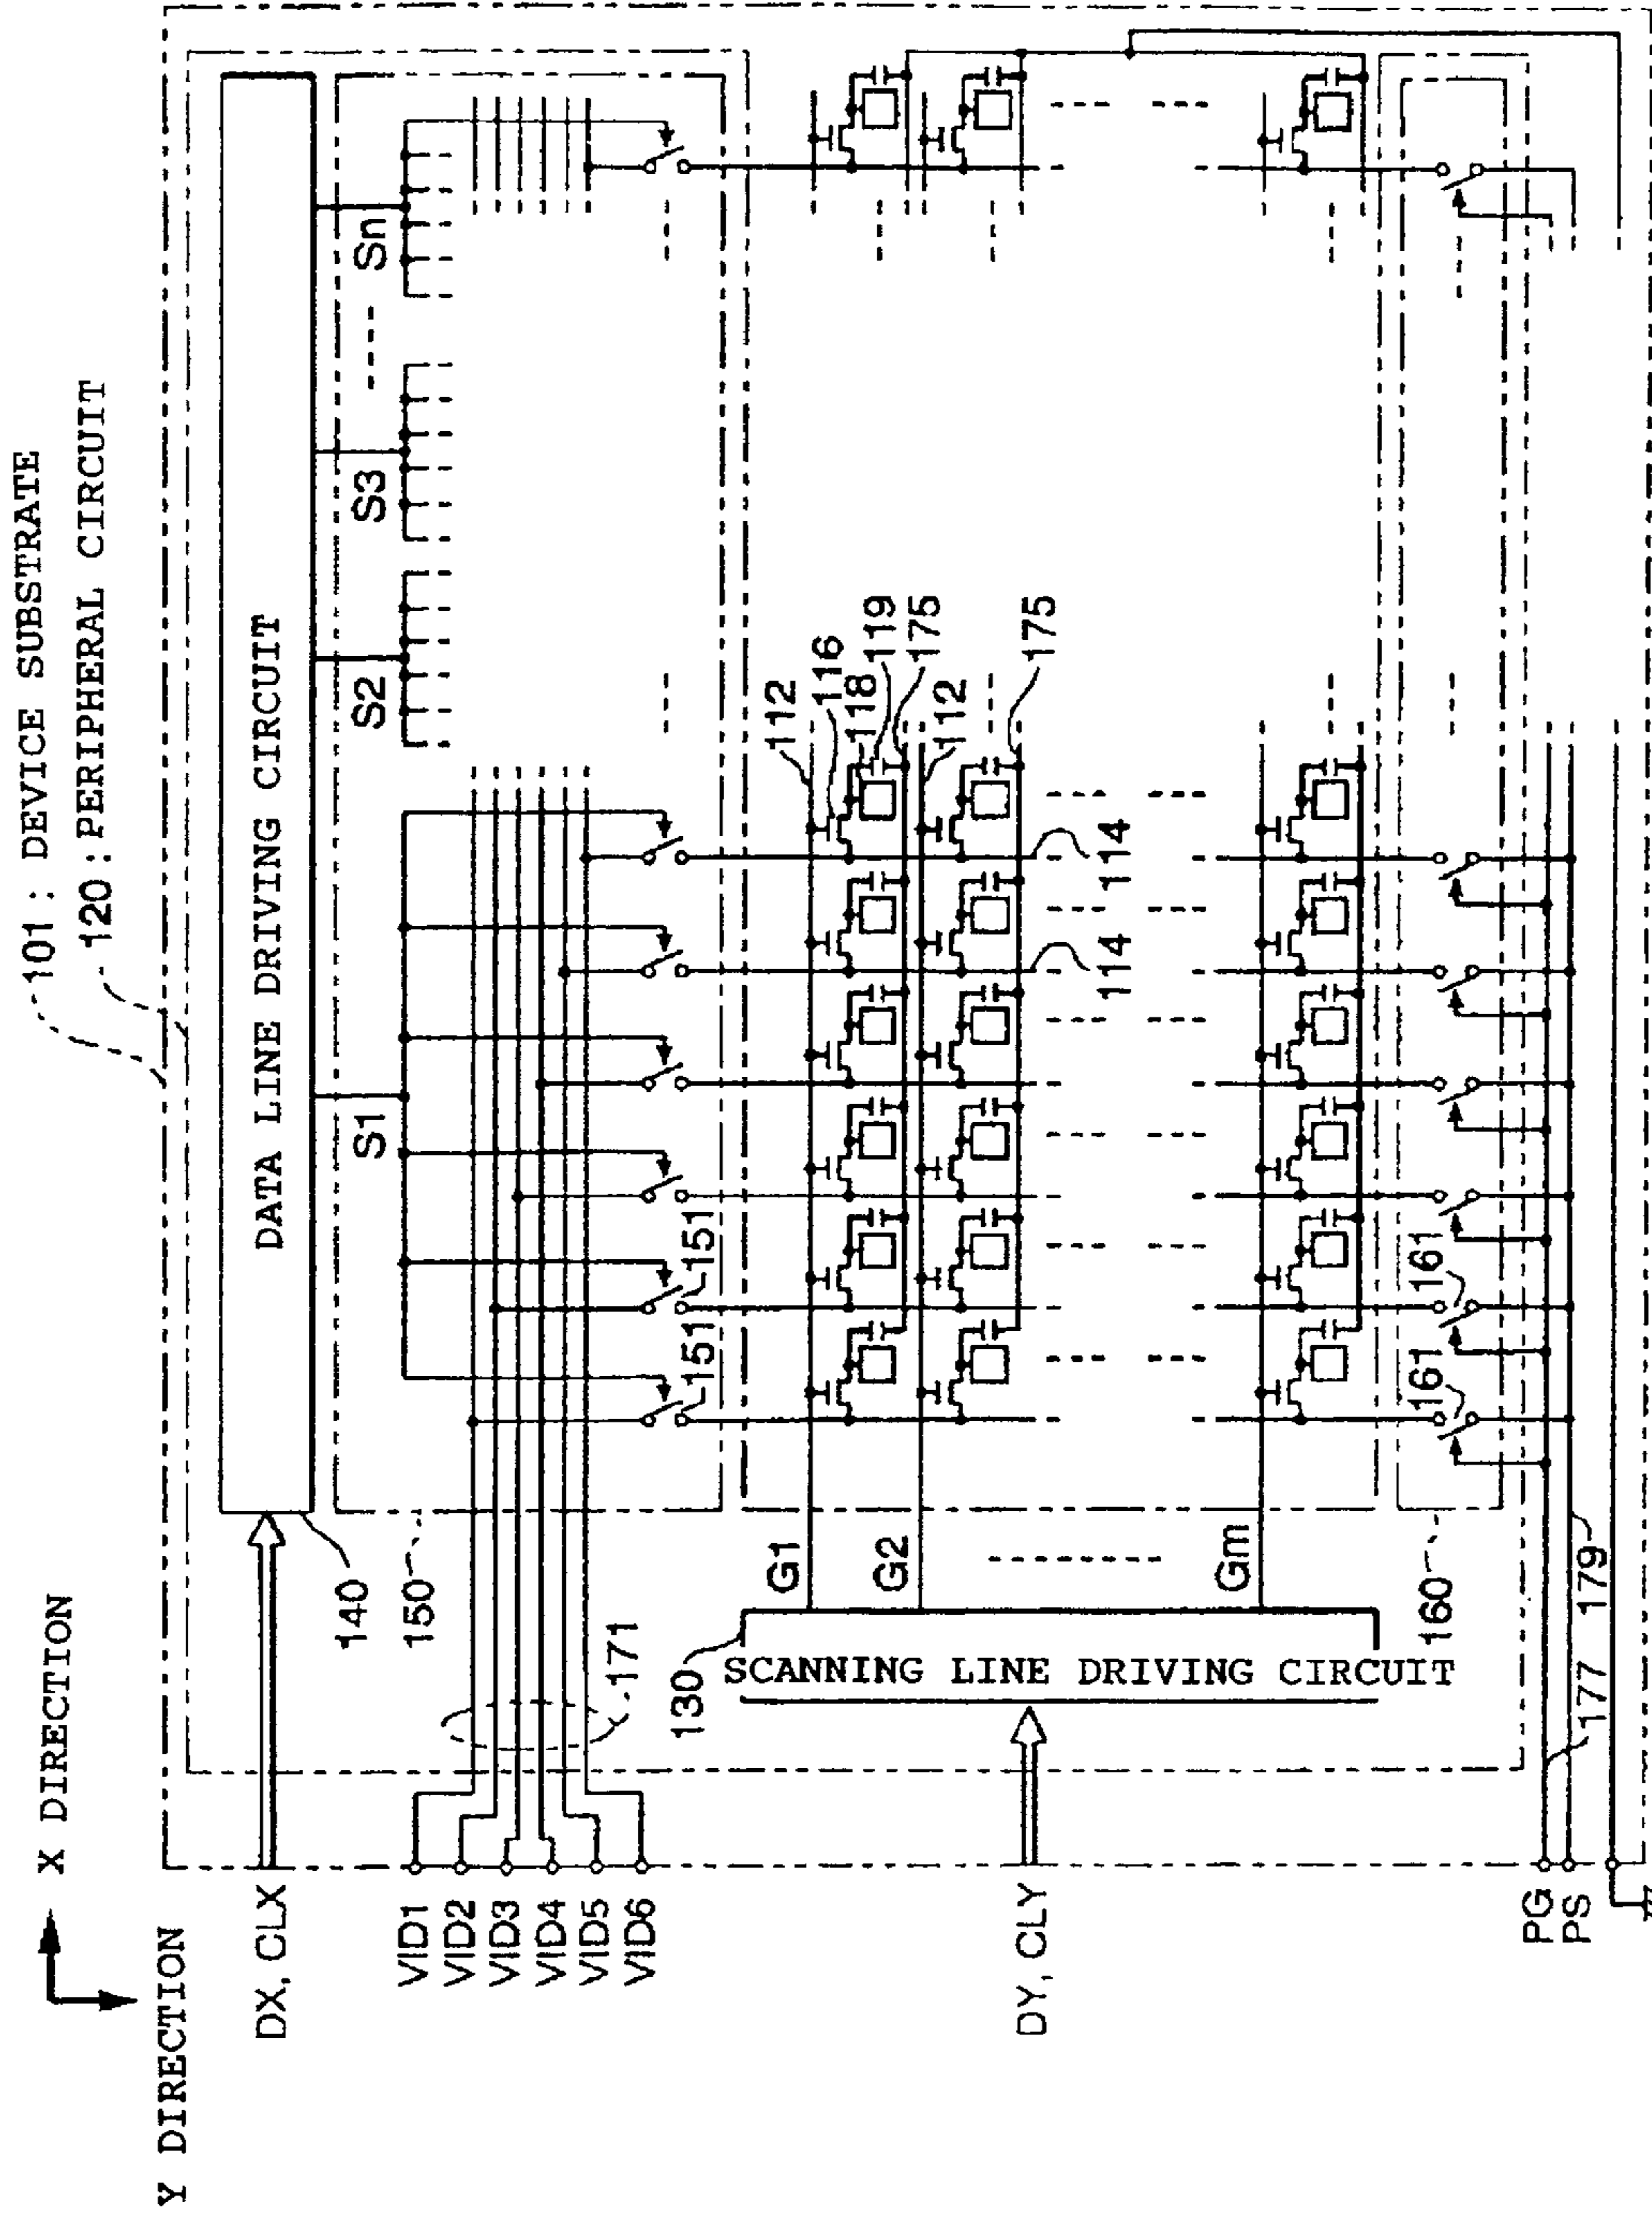 101 : DEVICE SUBSTRATE
120 : PERIPHERAL CIRCUIT
X DIRECTION
Y DIRECTION
DATA LINE DRIVING CIRCUIT
DX, CLX
140
S1
S2
S3
Sn
150
VID1
VID2
VID3
VID4
VID5
VID6
171
151
151
112
116
118
119
175
112
175
G1
G2
Gm
114
114
130
SCANNING LINE DRIVING CIRCUIT
DY, CLY
160
161
161
PG
PS
177
179